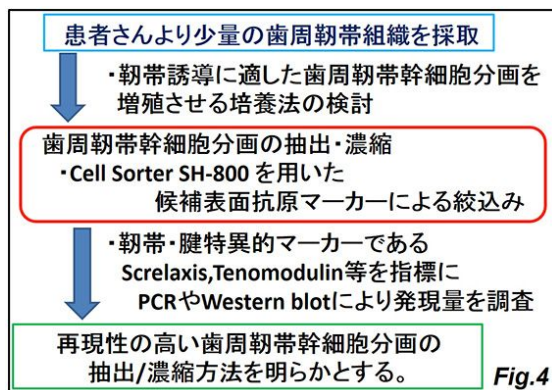 患者さんより少量の歯周靭帯組織を採取
・靭帯誘導に適した歯周靭帯幹細胞分画を
増殖させる培養法の検討
歯周靭帯幹細胞分画の抽出・濃縮
・Cell Sorter SH-800 を用いた
候補表面抗原マーカーによる絞込み
・靭帯・腱特異的マーカーである
Screlaxis,Tenomodulin等を指標に
PCRやWestern blotにより発現量を調査
再現性の高い歯周靭帯幹細胞分画の
抽出/濃縮方法を明らかとする。
Fig.4